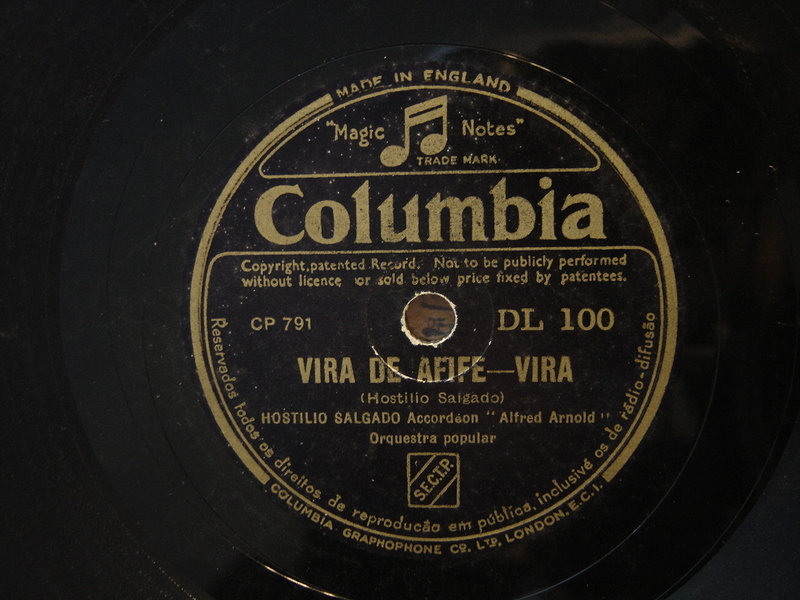 MADE IN ENGLAND
"Magic Notes"
TRADE MARK
Columbia
Copyright, patented Record. Not to be publicly performed
without licence or sold below price fixed by patentees.
CP 791
DL 100
VIRA DE AFIFE—VIRA
(Hostilio Salgado)
HOSTILIO SALGADO Accordéon "Alfred Arnold"
Orquestra popular
S.E.C.T.P.
Reservados todos os direitos de reprodução em pública, inclusivé os de rádio-difusão
COLUMBIA GRAPHOPHONE CO. LTD, LONDON. E.C.1.